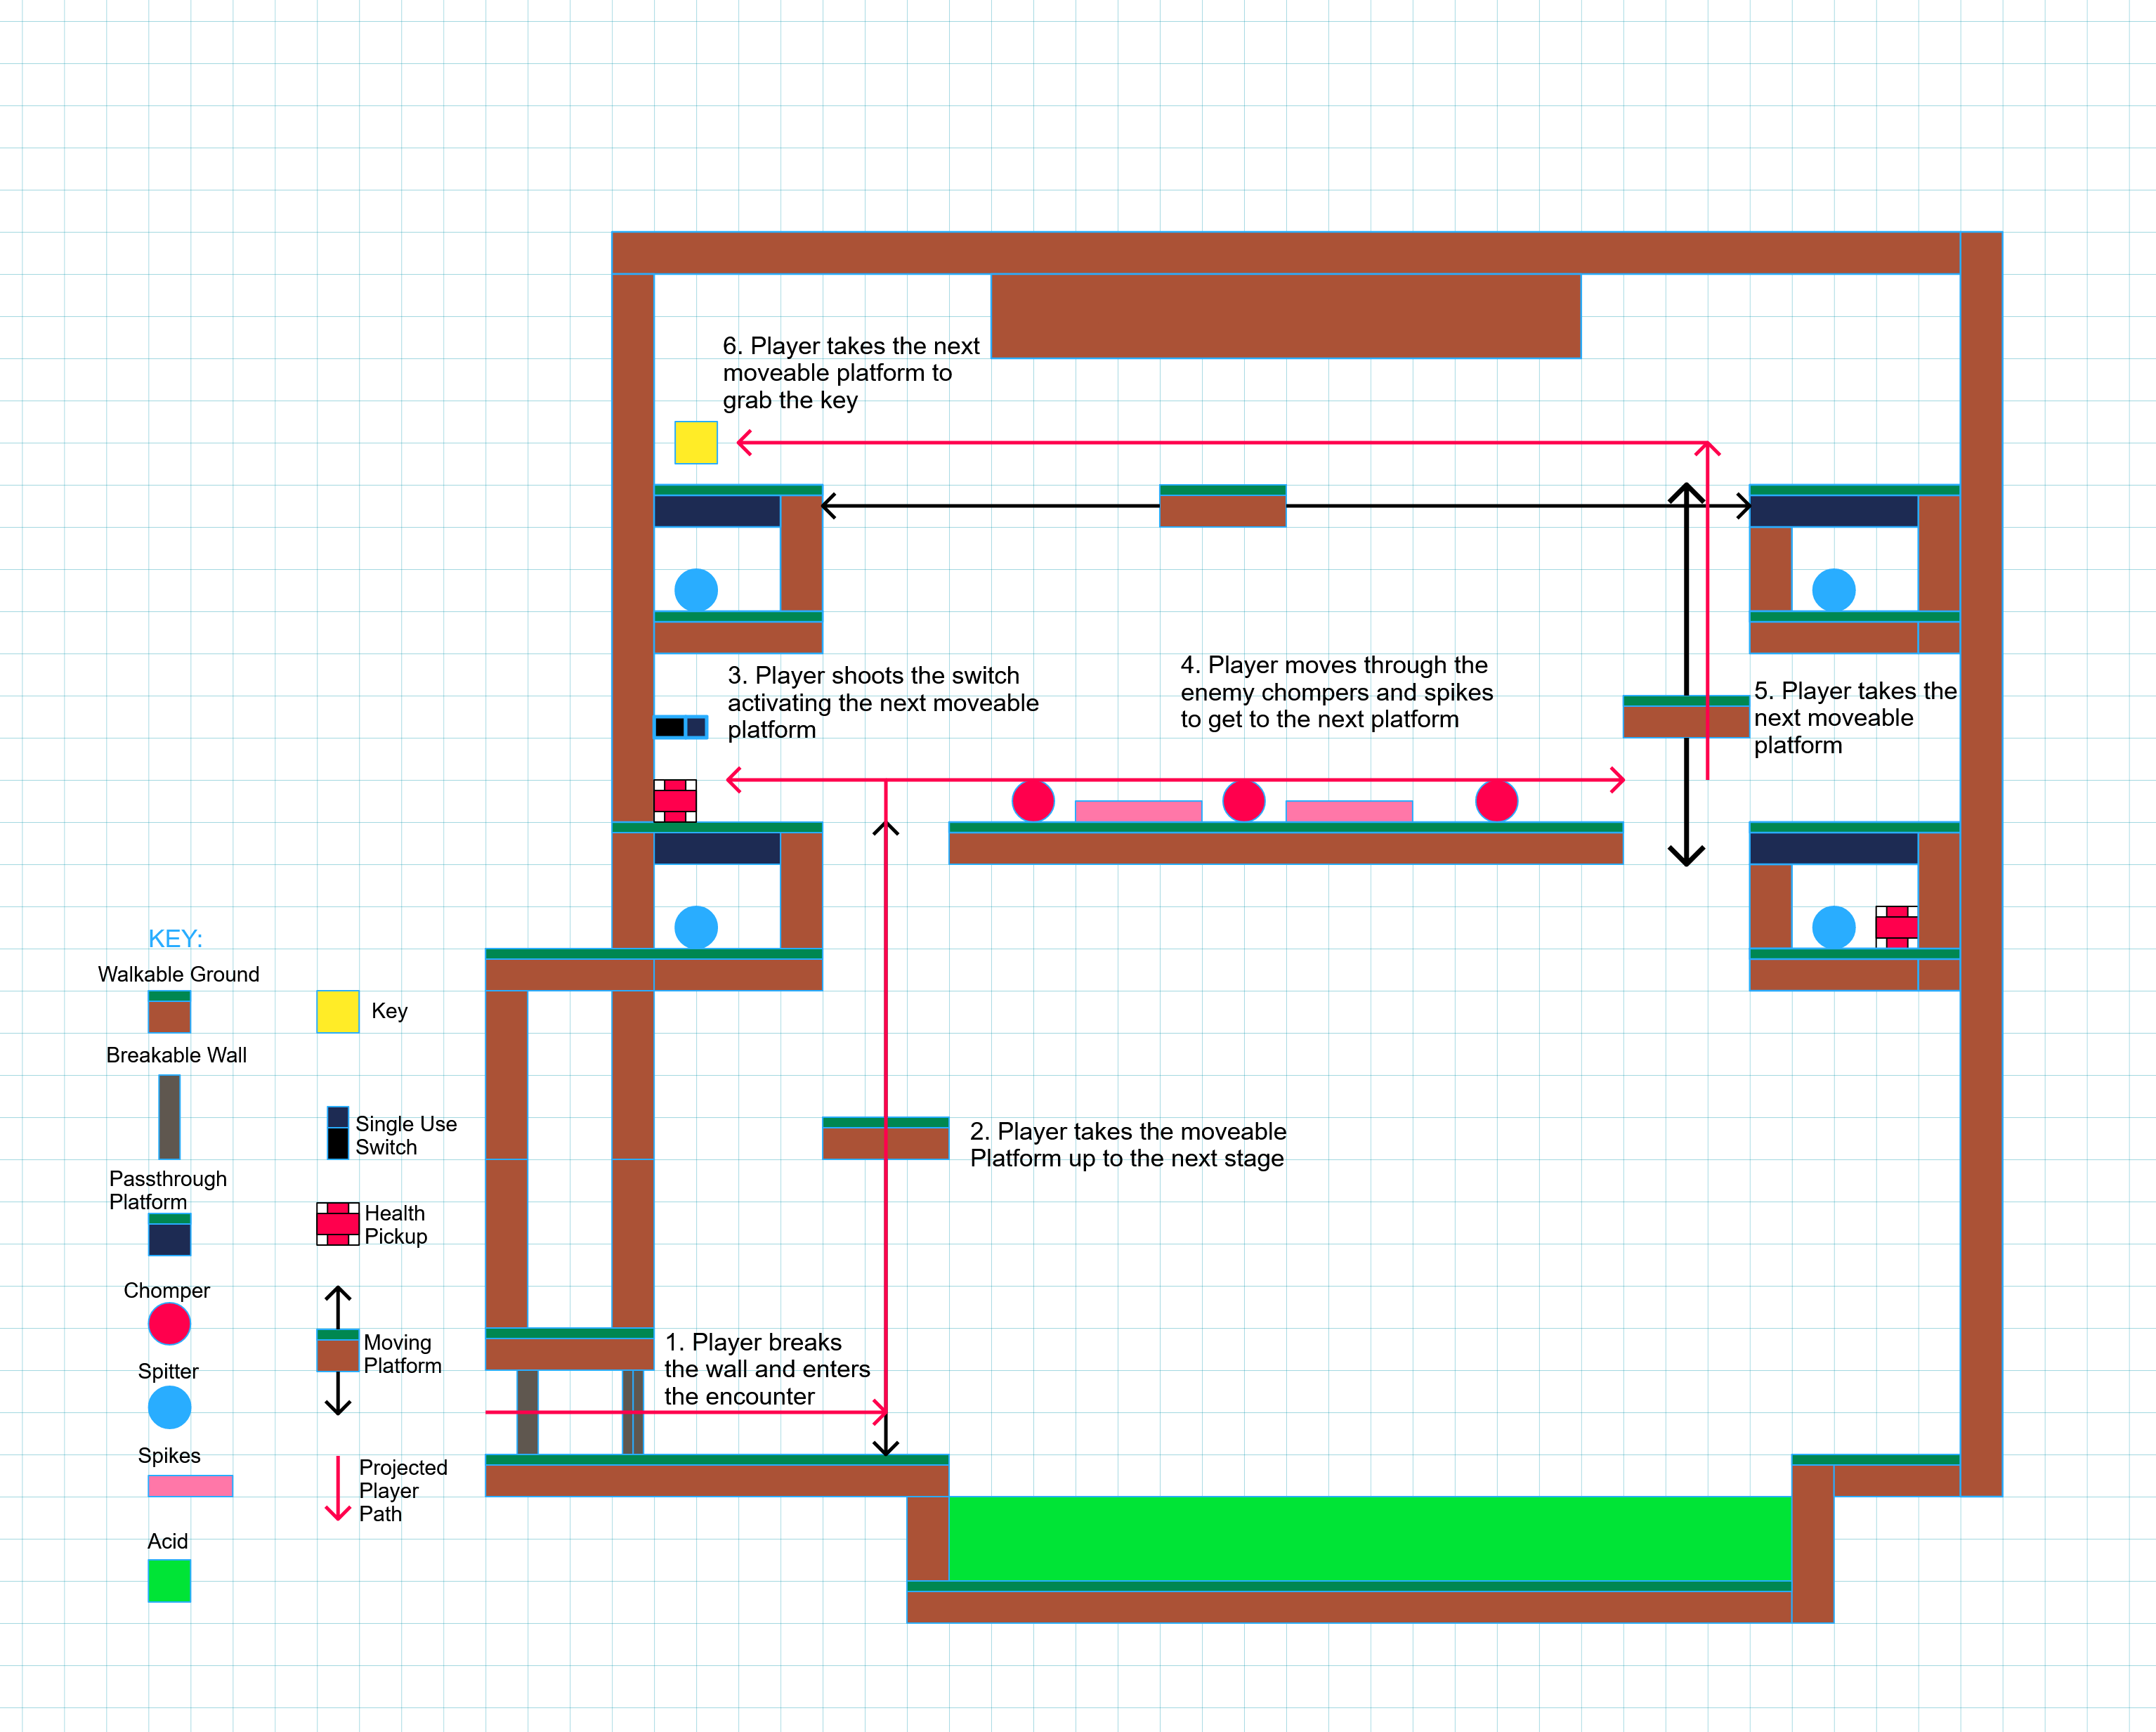 6. Player takes the next
moveable platform to
grab the key
3. Player shoots the switch
activating the next moveable
platform
4. Player moves through the
enemy chompers and spikes
to get to the next platform
5. Player takes the
next moveable
platform
2. Player takes the moveable
Platform up to the next stage
1. Player breaks
the wall and enters
the encounter
KEY:
Walkable Ground
Key
Breakable Wall
Single Use
Switch
Passthrough
Platform
Health
Pickup
Chomper
Moving
Platform
Spitter
Spikes
Projected
Player
Path
Acid